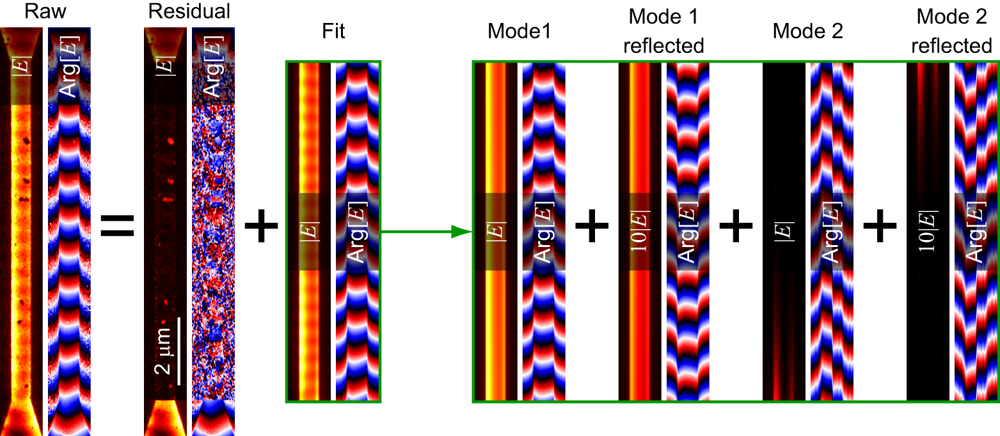 Raw
Residual
Fit
Mode1
Mode 1
reflected
Mode 2
Mode 2
reflected
|E|
Arg[E]
=
|E|
Arg[E]
2 μm
+
|E|
Arg[E]
|E|
Arg[E]
+
10|E|
Arg[E]
+
|E|
Arg[E]
+
10|E|
Arg[E]